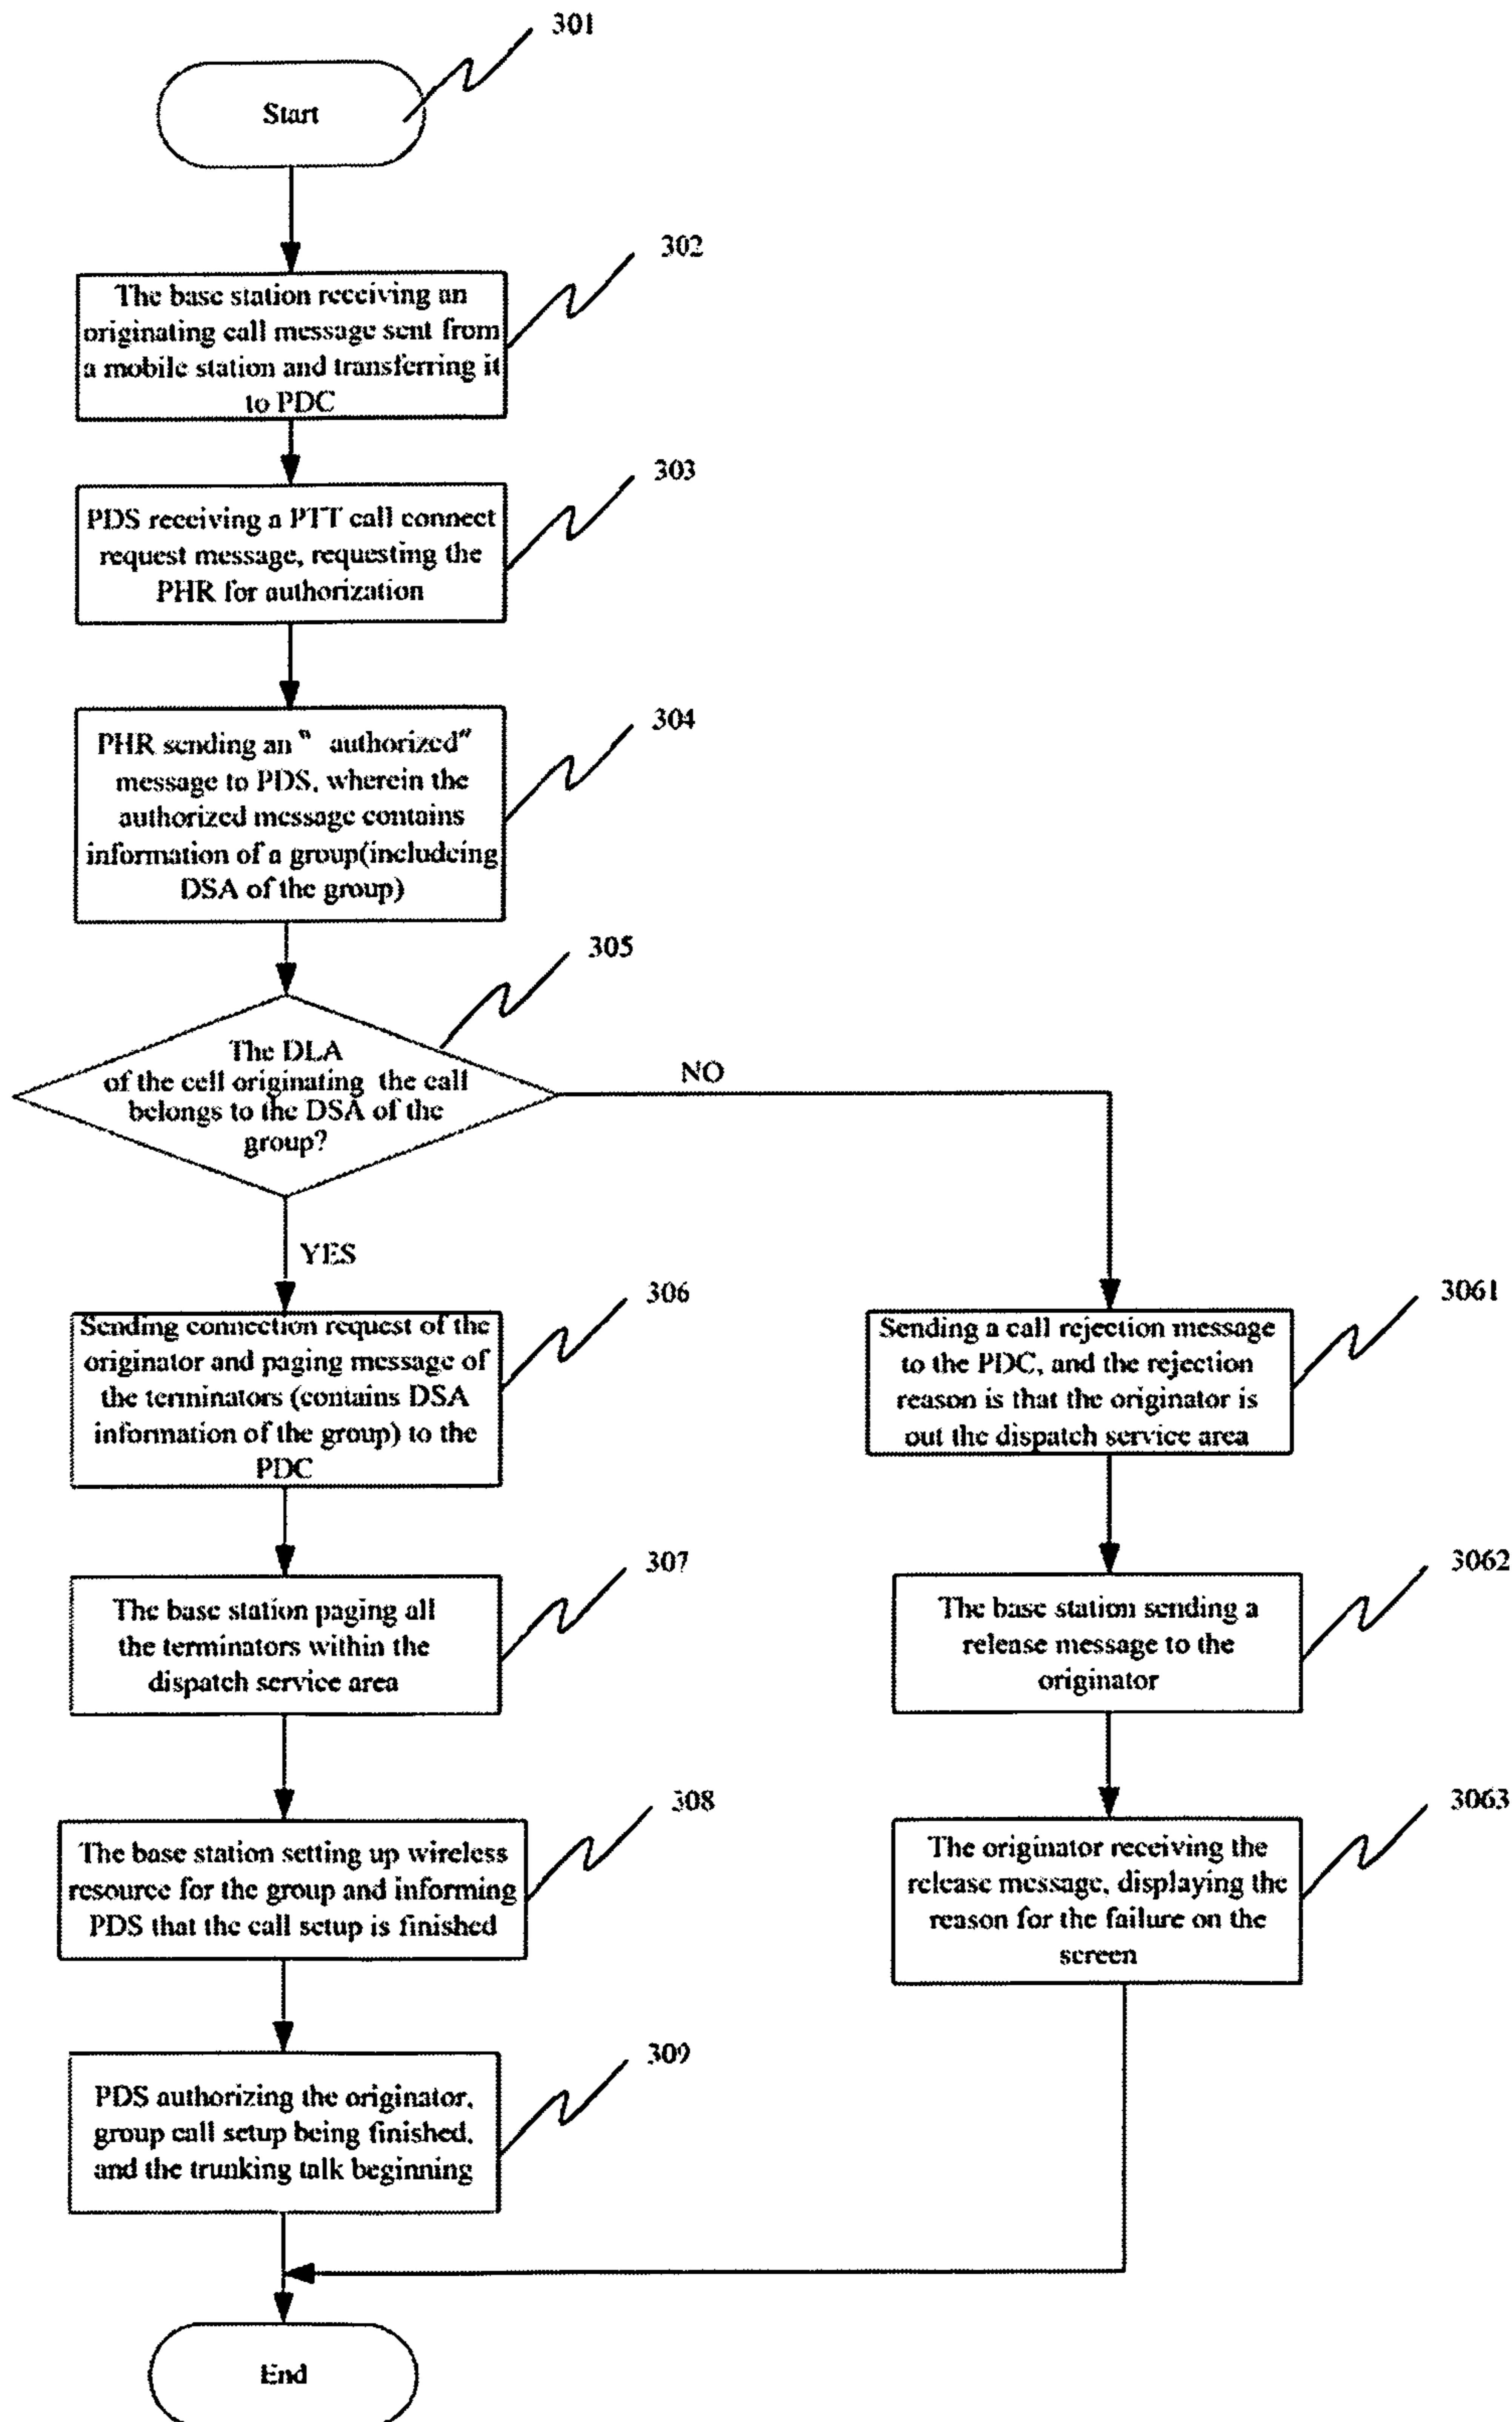 301
Start
302
The base station receiving an
originating call message sent from
a mobile station and transferring it
to PDC
303
PDS receiving a PTT call connect
request message, requesting the
PHR for authorization
304
PHR sending an " authorized"
message to PDS, wherein the
authorized message contains
information of a group(includeing
DSA of the group)
305
The DLA
of the cell originating the call
belongs to the DSA of the
group?
NO
YES
306
Sending connection request of the
originator and paging message of
the terminators (contains DSA
information of the group) to the
PDC
3061
Sending a call rejection message
to the PDC, and the rejection
reason is that the originator is
out the dispatch service area
307
The base station paging all
the terminators within the
dispatch service area
3062
The base station sending a
release message to the
originator
308
The base station setting up wireless
resource for the group and informing
PDS that the call setup is finished
3063
The originator receiving the
release message, displaying the
reason for the failure on the
screen
309
PDS authorizing the originator,
group call setup being finished,
and the trunking talk beginning
End